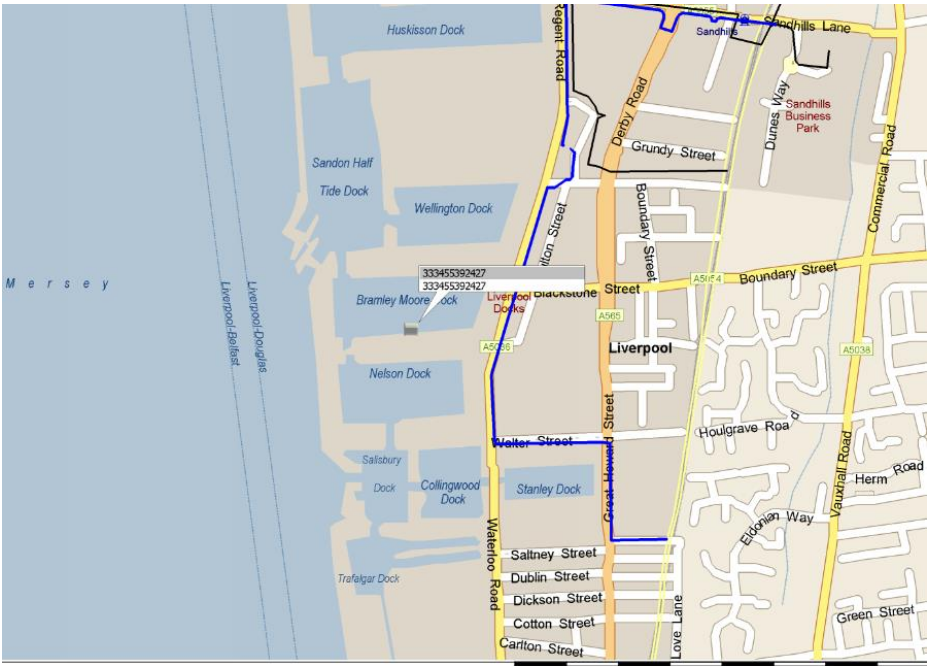 Huskisson Dock
Regent Road
A5056
Sandhills
Sandhills Lane
Derby Road
Dunes Way
Sandhills
Business
Park
Commercial Road
Grundy Street
Sandon Half
Tide Dock
Wellington Dock
Boundary Street
lton Street
333455392427
333455392427
A5054
Boundary Street
Mersey
Liverpool-Belfast
Liverpool-Douglas
Bramley Moore Dock
Liverpool
Docks
Blackstone Street
A565
Liverpool
A5036
A5038
Nelson Dock
Great Howard Street
Houlgrave Road
Walter Street
Vauxhall Road
Salisbury
Dock
Collingwood
Dock
Stanley Dock
Herm Road
Eldonian Way
Waterloo Road
Saltney Street
Trafalgar Dock
Dublin Street
Dickson Street
Cotton Street
Carlton Street
Love Lane
Green Street